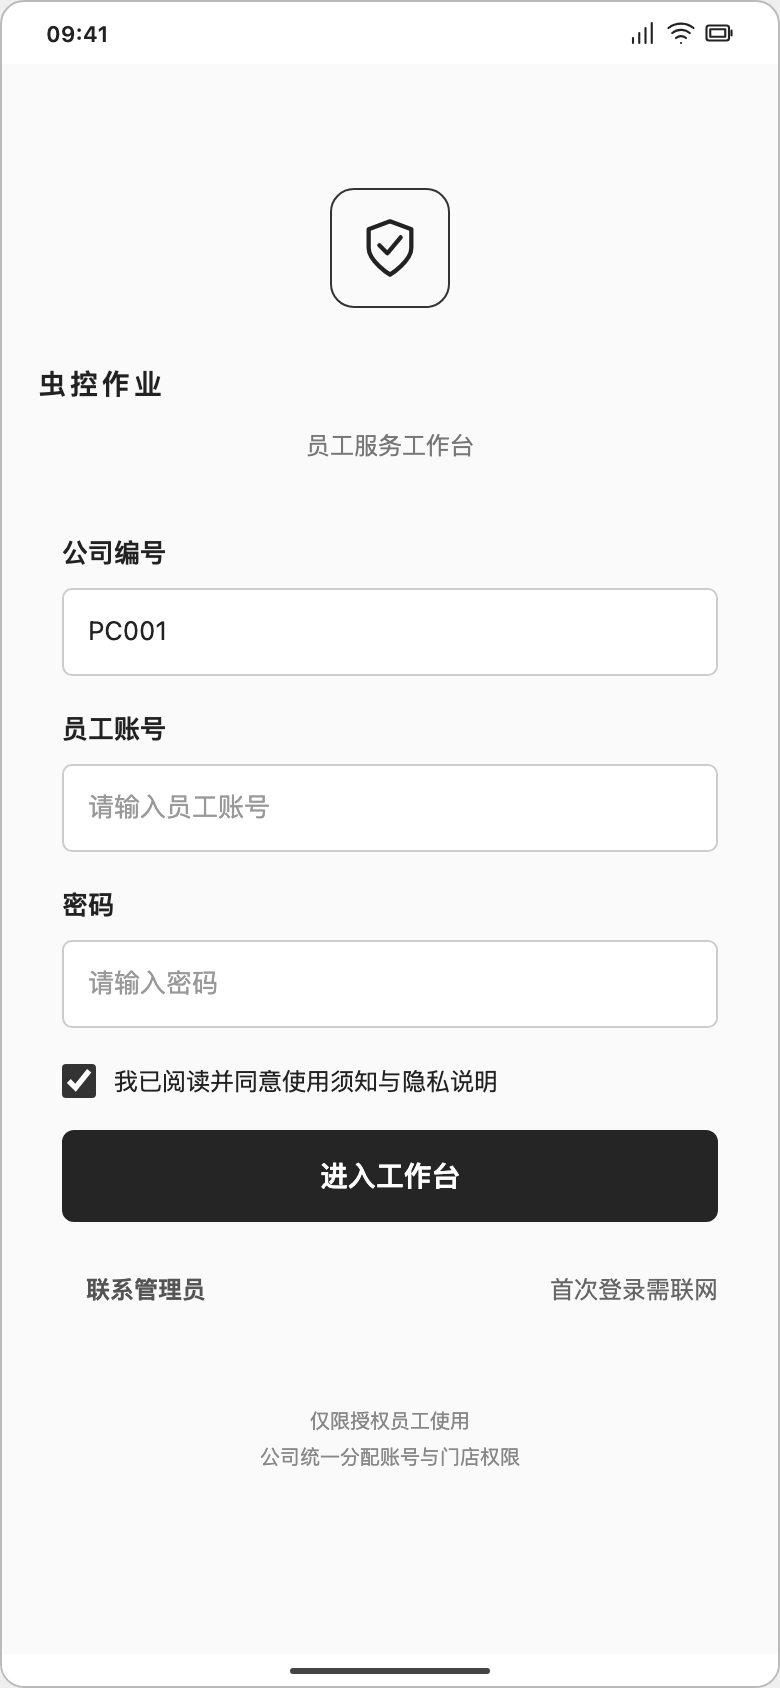 09:41
虫控作业
员工服务工作台
公司编号
PC001
员工账号
请输入员工账号
密码
请输入密码
我已阅读并同意使用须知与隐私说明
进入工作台
联系管理员
首次登录需联网
仅限授权员工使用
公司统一分配账号与门店权限